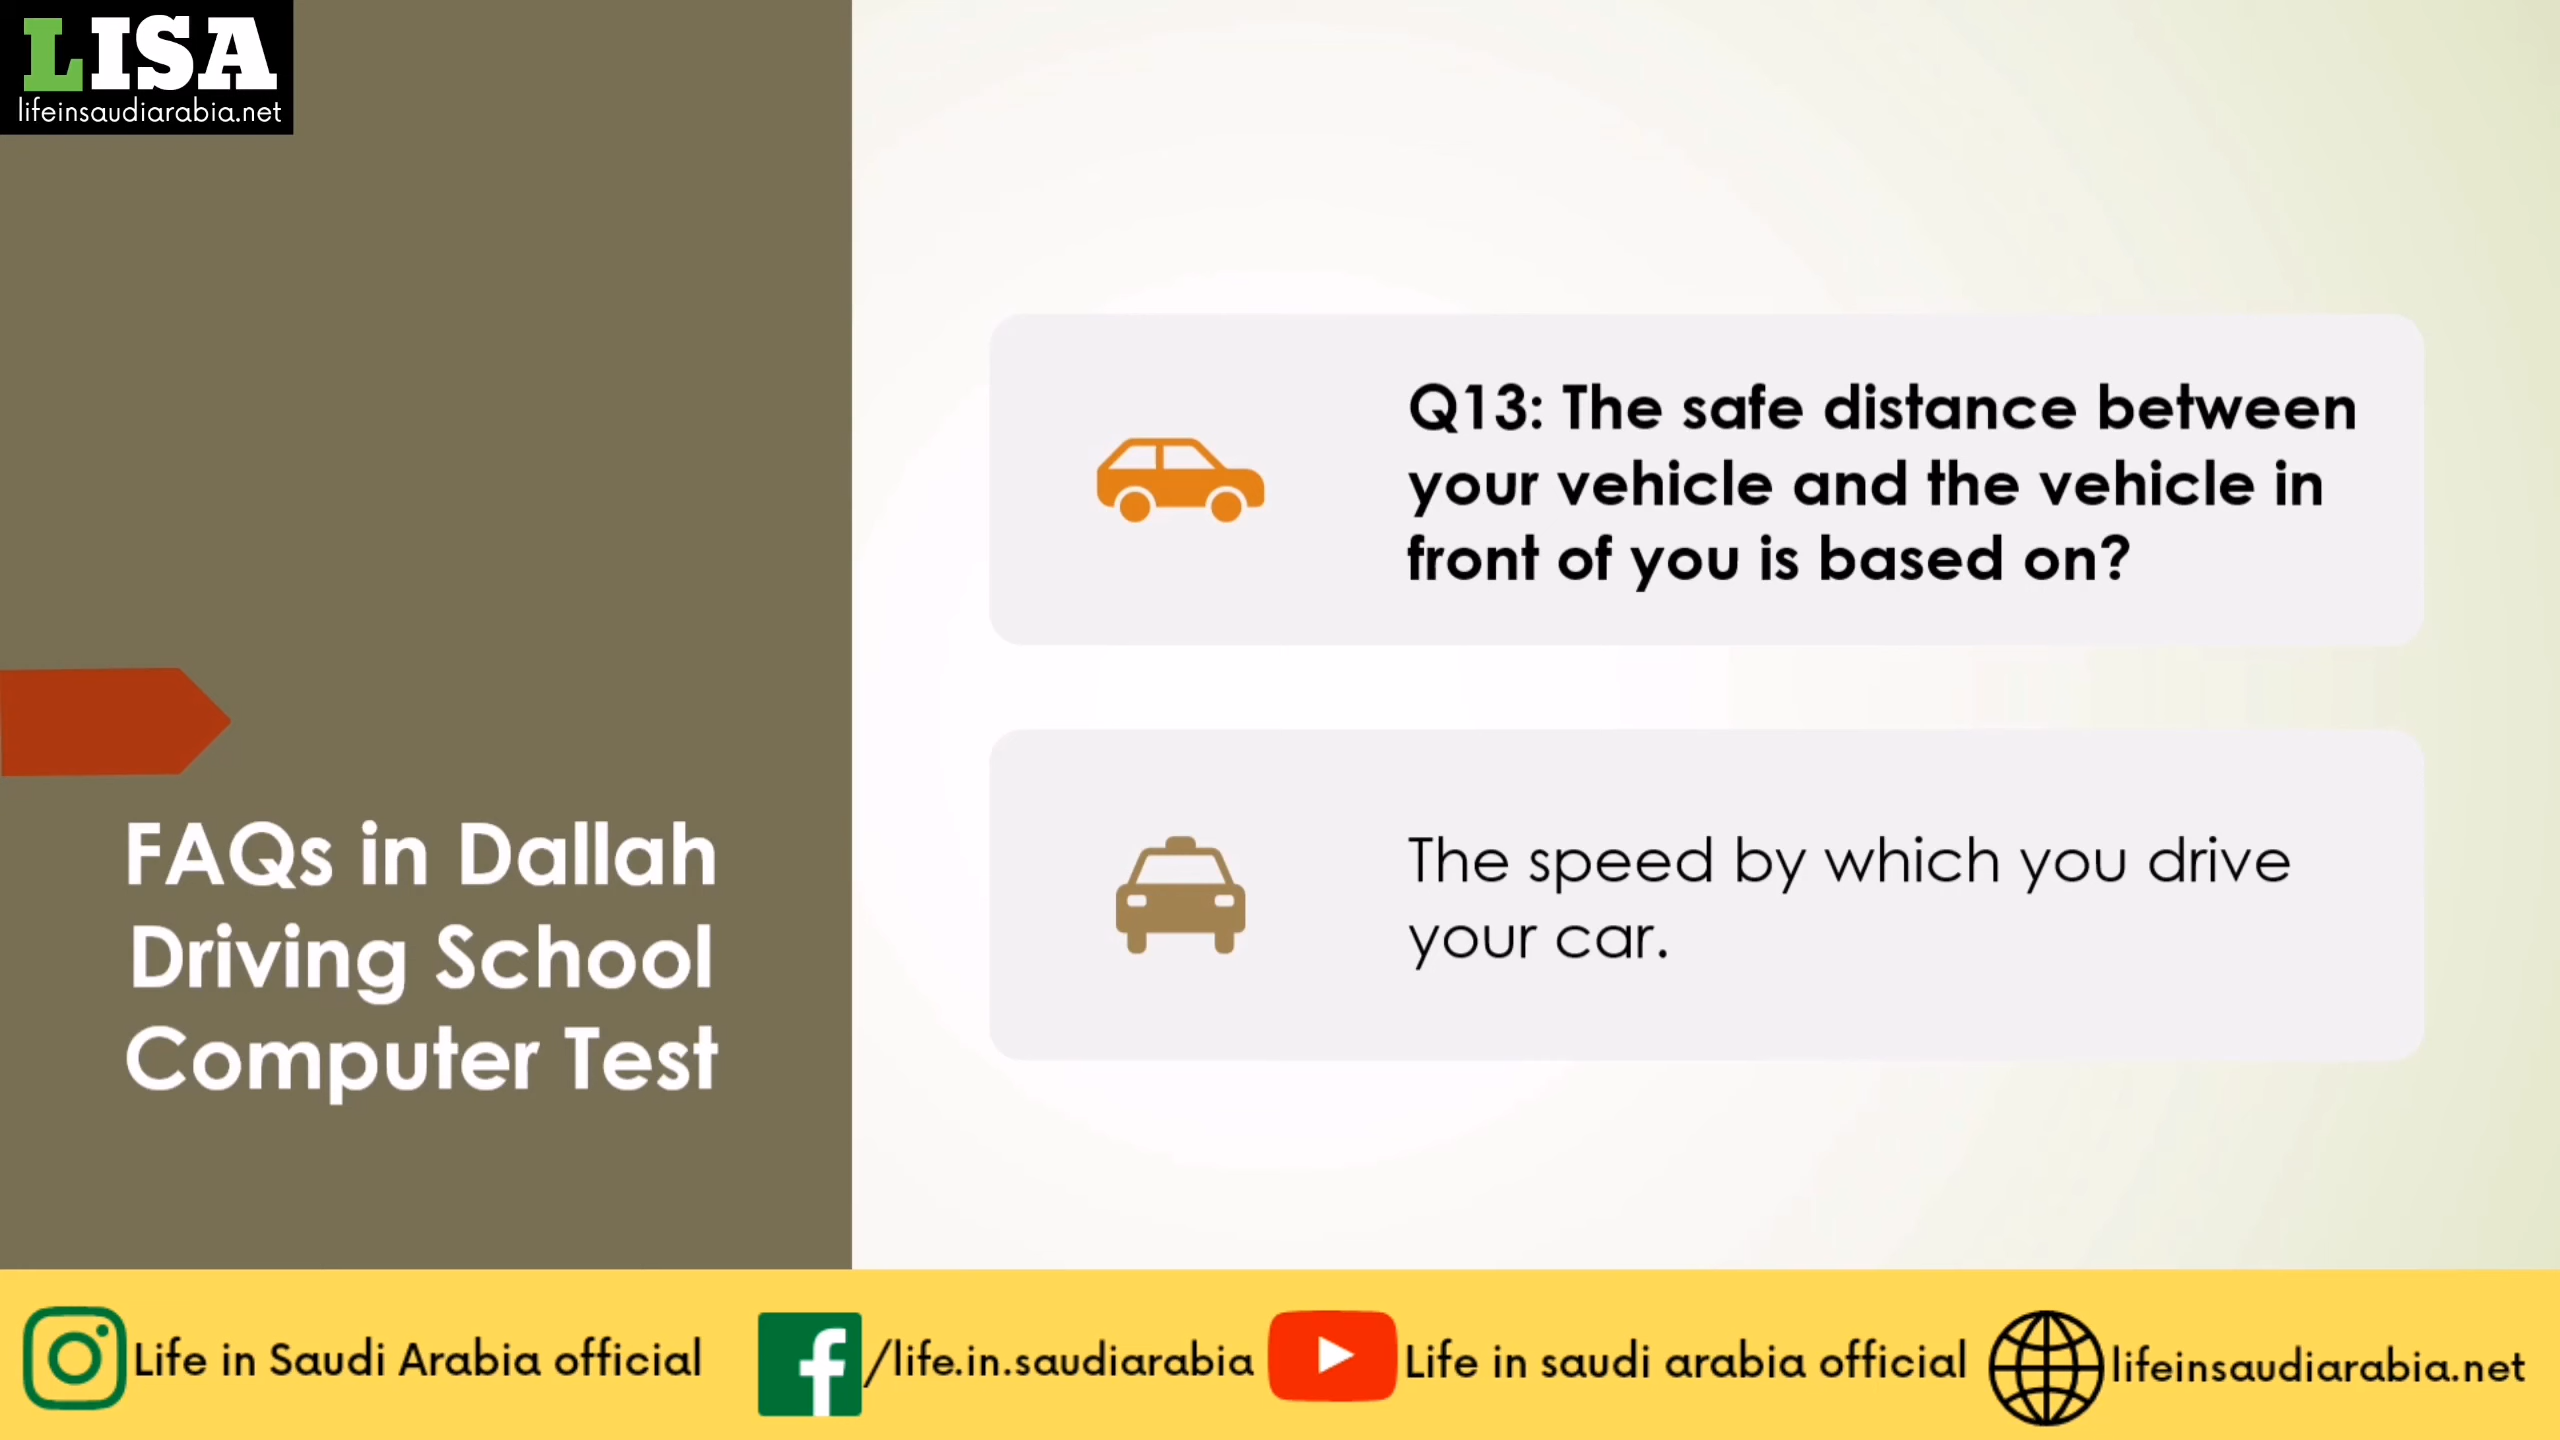 LISA
lifeinsaudiarabia.net
FAQs in Dallah
Driving School
Computer Test
Q13: The safe distance between
your vehicle and the vehicle in
front of you is based on?
The speed by which you drive
your car.
Life in Saudi Arabia official
/life.in.saudiarabia
Life in saudi arabia official
lifeinsaudiarabia.net